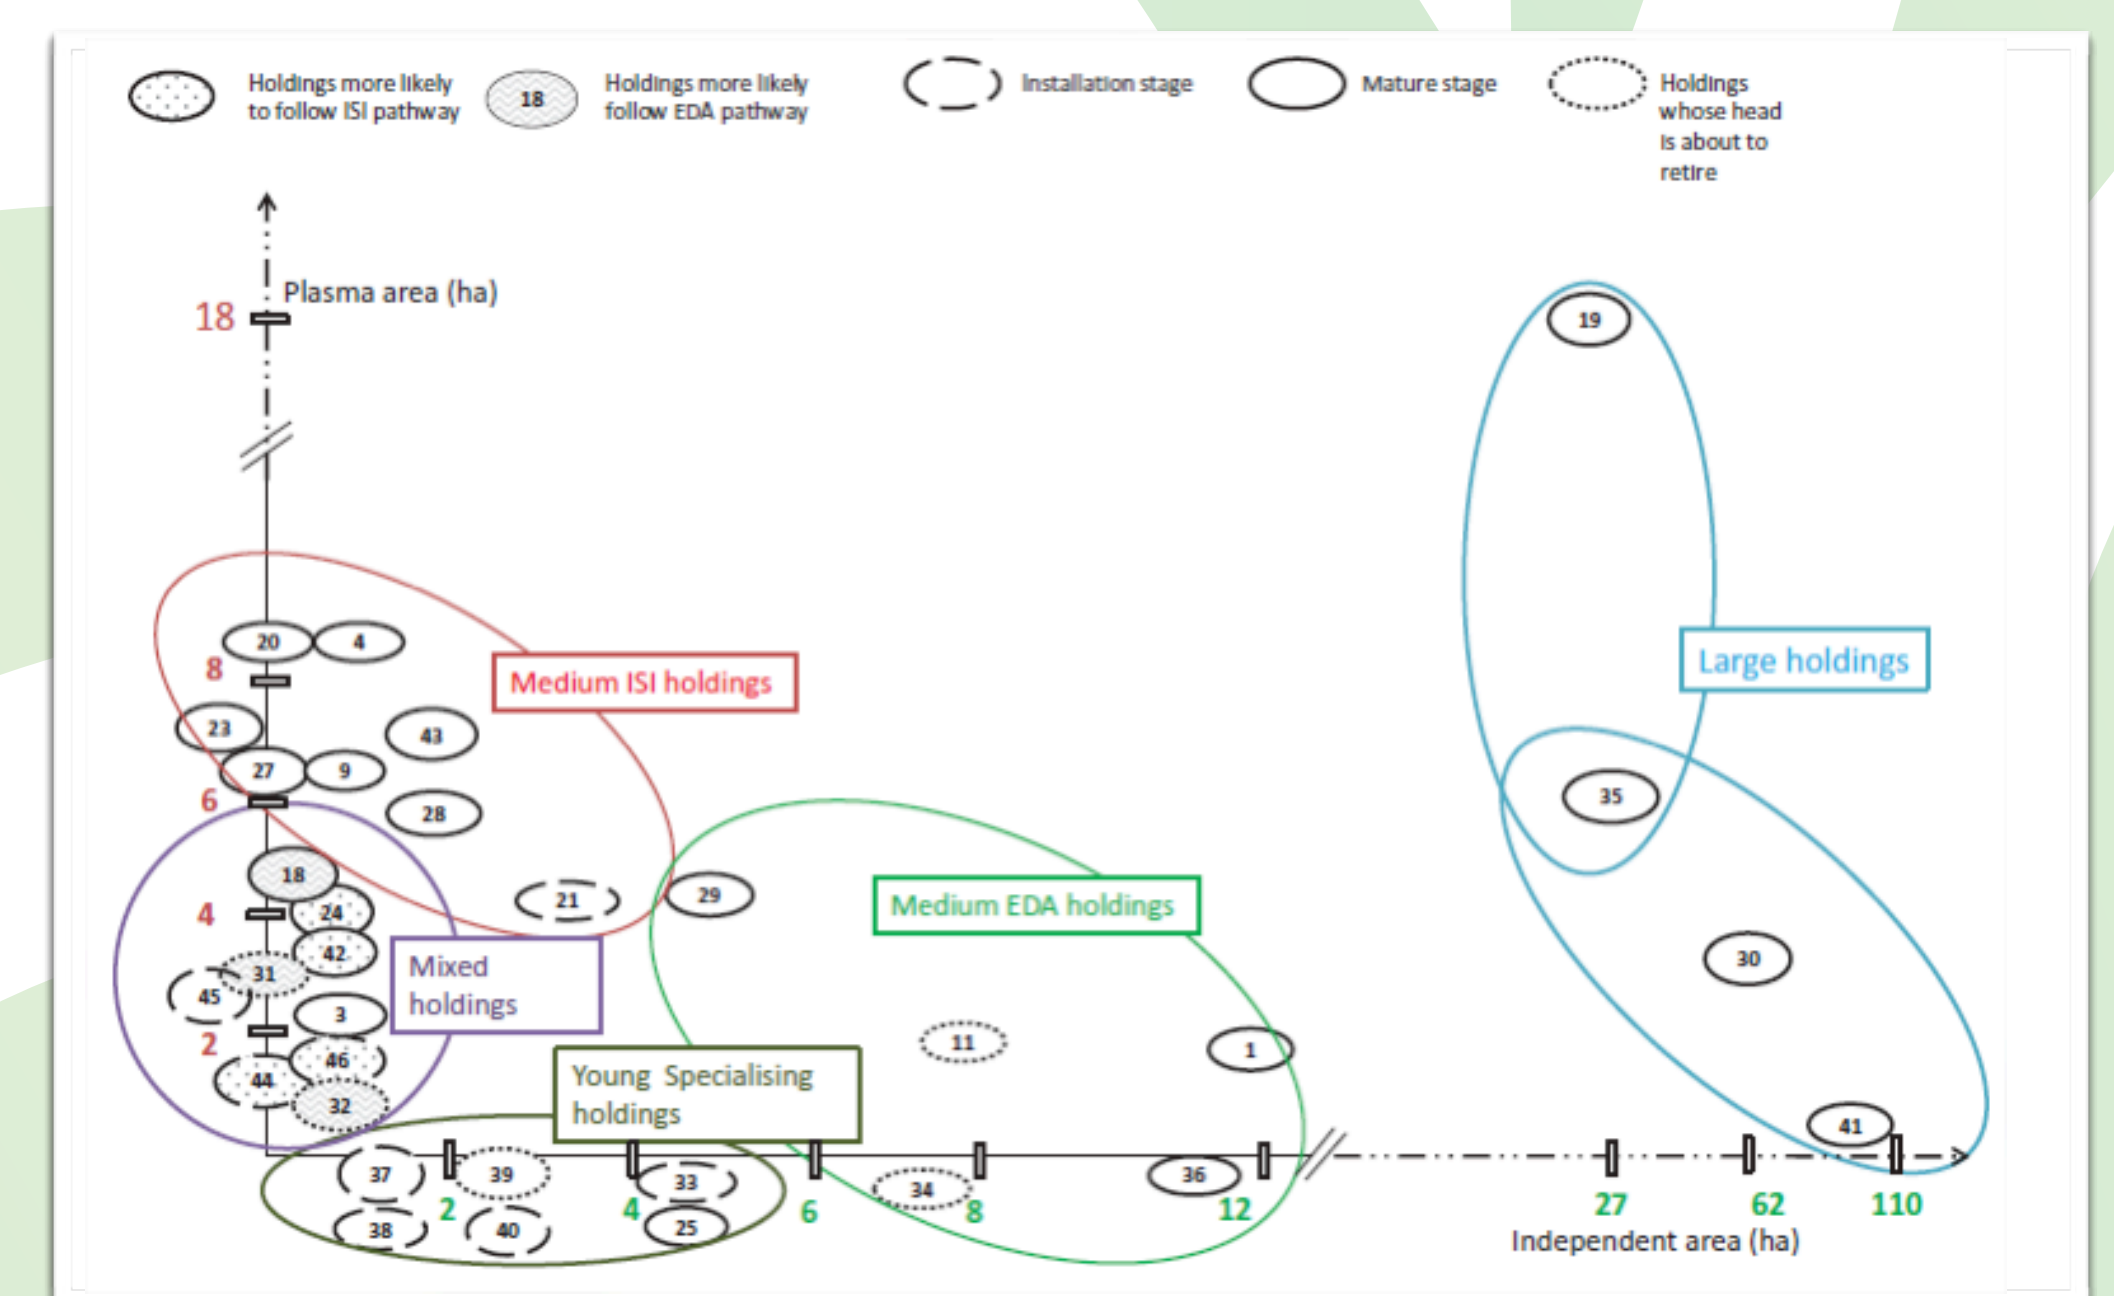 Holdings more likely
to follow ISI pathway
18
Holdings more likely
follow EDA pathway
Installation stage
Mature stage
Holdings
whose head
is about to
retire
Plasma area (ha)
18
19
20
4
8
Medium ISI holdings
Large holdings
23
43
27
9
6
28
35
18
4
24
21
29
Medium EDA holdings
42
Mixed
holdings
31
45
30
3
2
46
11
1
44
32
Young Specialising
holdings
41
37
39
33
34
36
2
4
6
8
12
27
62
110
38
40
25
Independent area (ha)